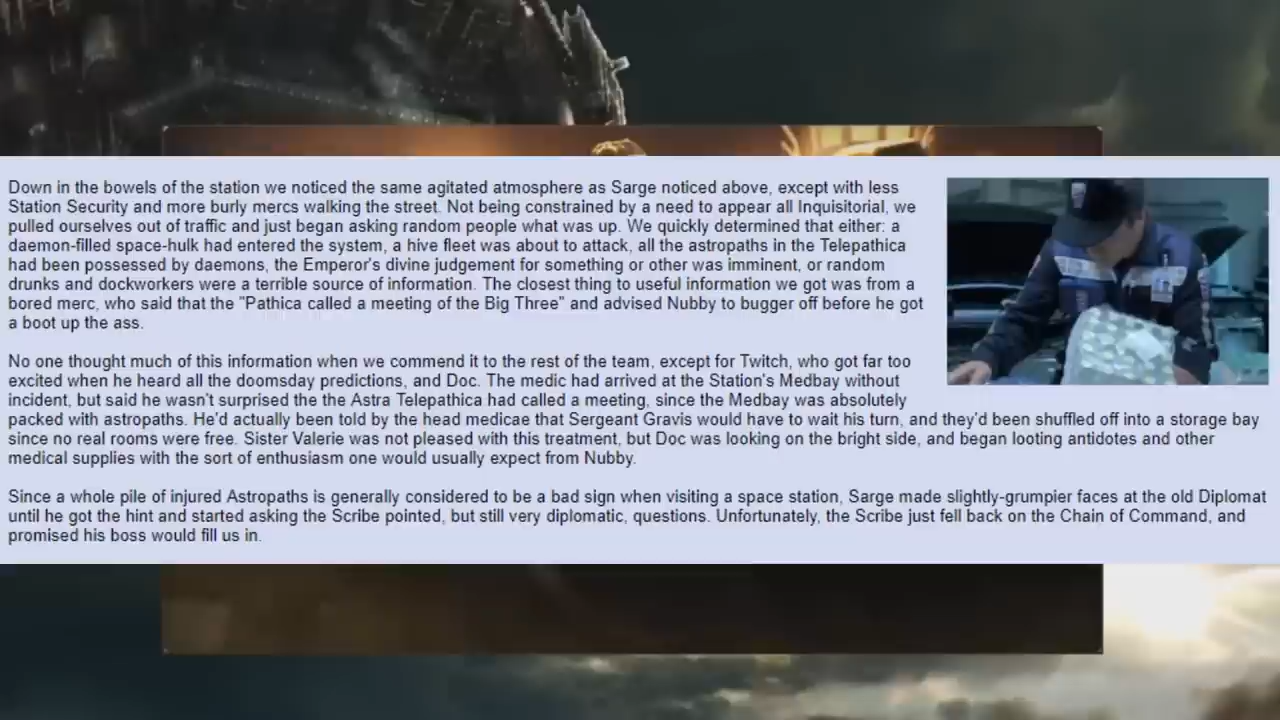 Down in the bowels of the station we noticed the same agitated atmosphere as Sarge noticed above, except with less
Station Security and more burly mercs walking the street. Not being constrained by a need to appear all Inquisitorial, we
pulled ourselves out of traffic and just began asking random people what was up. We quickly determined that either: a
daemon-filled space-hulk had entered the system, a hive fleet was about to attack, all the astropaths in the Telepathica
had been possessed by daemons, the Emperor's divine judgement for something or other was imminent, or random
drunks and dockworkers were a terrible source of information. The closest thing to useful information we got was from a
bored merc, who said that the "Pathica called a meeting of the Big Three" and advised Nubby to bugger off before he got
a boot up the ass.
No one thought much of this information when we commend it to the rest of the team, except for Twitch, who got far too
excited when he heard all the doomsday predictions, and Doc. The medic had arrived at the Station's Medbay without
incident, but said he wasn't surprised the the Astra Telepathica had called a meeting, since the Medbay was absolutely
packed with astropaths. He'd actually been told by the head medicae that Sergeant Gravis would have to wait his turn, and they'd been shuffled off into a storage bay
since no real rooms were free. Sister Valerie was not pleased with this treatment, but Doc was looking on the bright side, and began looting antidotes and other
medical supplies with the sort of enthusiasm one would usually expect from Nubby.
Since a whole pile of injured Astropaths is generally considered to be a bad sign when visiting a space station, Sarge made slightly-grumpier faces at the old Diplomat
until he got the hint and started asking the Scribe pointed, but still very diplomatic, questions. Unfortunately, the Scribe just fell back on the Chain of Command, and
promised his boss would fill us in.